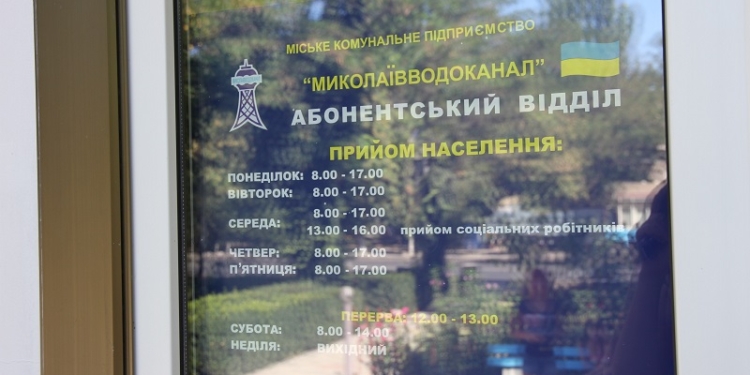 МІСЬКЕ КОМУНАЛЬНЕ ПІДПРИЄМСТВО
“МИКОЛАЇВВОДОКАНАЛ”
АБОНЕНТСЬКИЙ ВІДДІЛ
ПРИЙОМ НАСЕЛЕННЯ:
ПОНЕДІЛОК: 8.00 - 17.00
ВІВТОРОК: 8.00 - 17.00
СЕРЕДА: 8.00 - 17.00
13.00 - 16.00 прийом соціальних робітників
ЧЕТВЕР: 8.00 - 17.00
П’ЯТНИЦЯ: 8.00 - 17.00
ПЕРЕРВА: 12.00 - 13.00
СУБОТА: 8.00 - 14.00
НЕДІЛЯ: ВИХІДНИЙ